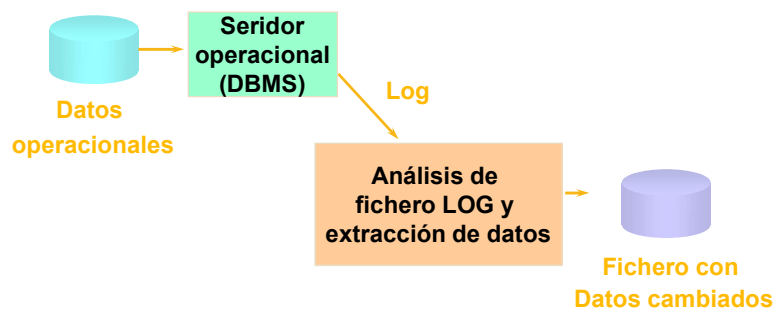 Seridor
operacional
(DBMS)
Datos
operacionales
Log
Análisis de
fichero LOG y
extracción de datos
Fichero con
Datos cambiados